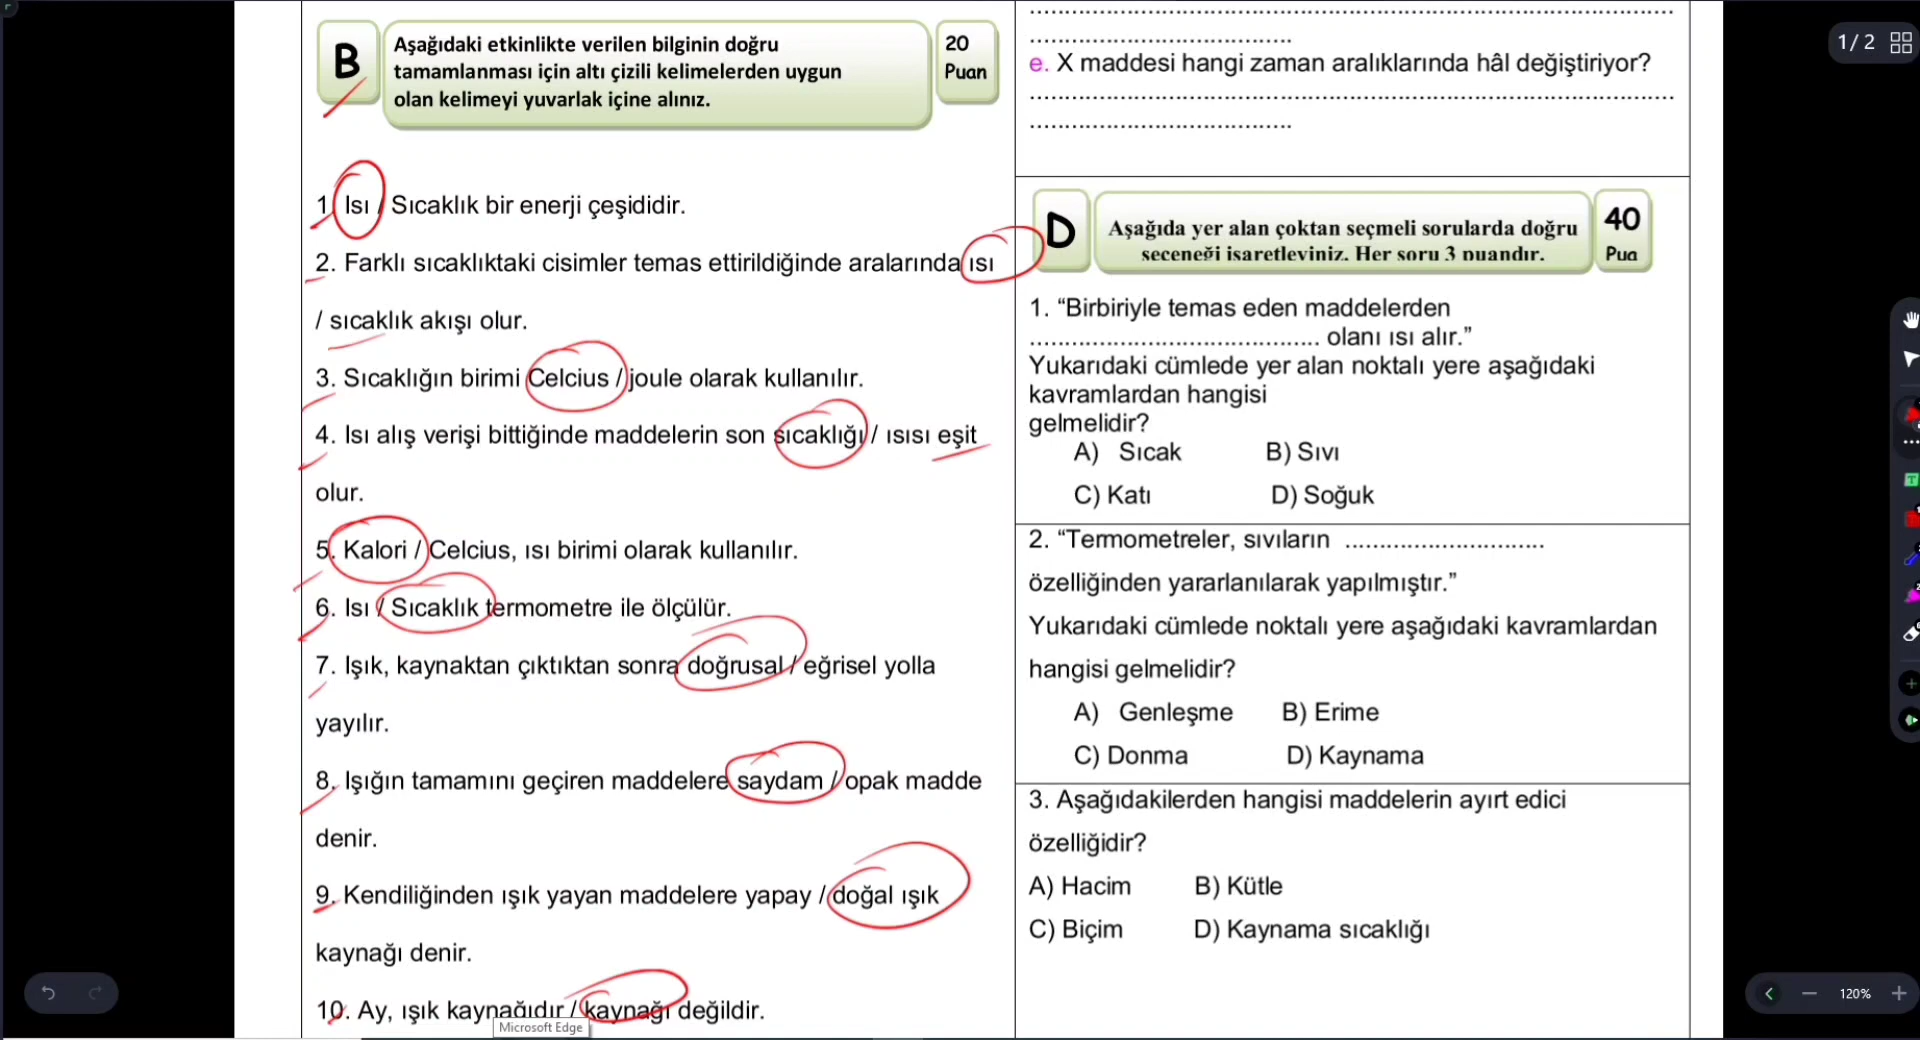 B
Aşağıdaki etkinlikte verilen bilginin doğru
tamamlanması için altı çizili kelimelerden uygun
olan kelimeyi yuvarlak içine alınız.
20
Puan
1. Isı / Sıcaklık bir enerji çeşididir.
2. Farklı sıcaklıktaki cisimler temas ettirildiğinde aralarında ısı
/ sıcaklık akışı olur.
3. Sıcaklığın birimi Celcius / joule olarak kullanılır.
4. Isı alış verişi bittiğinde maddelerin son sıcaklığı / ısısı eşit
olur.
5. Kalori / Celcius, ısı birimi olarak kullanılır.
6. Isı / Sıcaklık termometre ile ölçülür.
7. Işık, kaynaktan çıktıktan sonra doğrusal / eğrisel yolla
yayılır.
8. Işığın tamamını geçiren maddelere saydam / opak madde
denir.
9. Kendiliğinden ışık yayan maddelere yapay / doğal ışık
kaynağı denir.
10. Ay, ışık kaynağıdır / kaynağı değildir.
Microsoft Edge
................................................................................
.....................................
e. X maddesi hangi zaman aralıklarında hâl değiştiriyor?
................................................................................
.....................................
D
Aşağıda yer alan çoktan seçmeli sorularda doğru
seçeneği işaretleyiniz. Her soru 3 puandır.
40
Pua
1. “Birbiriyle temas eden maddelerden
......................................... olanı ısı alır.”
Yukarıdaki cümlede yer alan noktalı yere aşağıdaki
kavramlardan hangisi
gelmelidir?
A) Sıcak B) Sıvı
C) Katı D) Soğuk
2. “Termometreler, sıvıların .............................
özelliğinden yararlanılarak yapılmıştır.”
Yukarıdaki cümlede noktalı yere aşağıdaki kavramlardan
hangisi gelmelidir?
A) Genleşme B) Erime
C) Donma D) Kaynama
3. Aşağıdakilerden hangisi maddelerin ayırt edici
özelliğidir?
A) Hacim B) Kütle
C) Biçim D) Kaynama sıcaklığı
1 / 2
120%